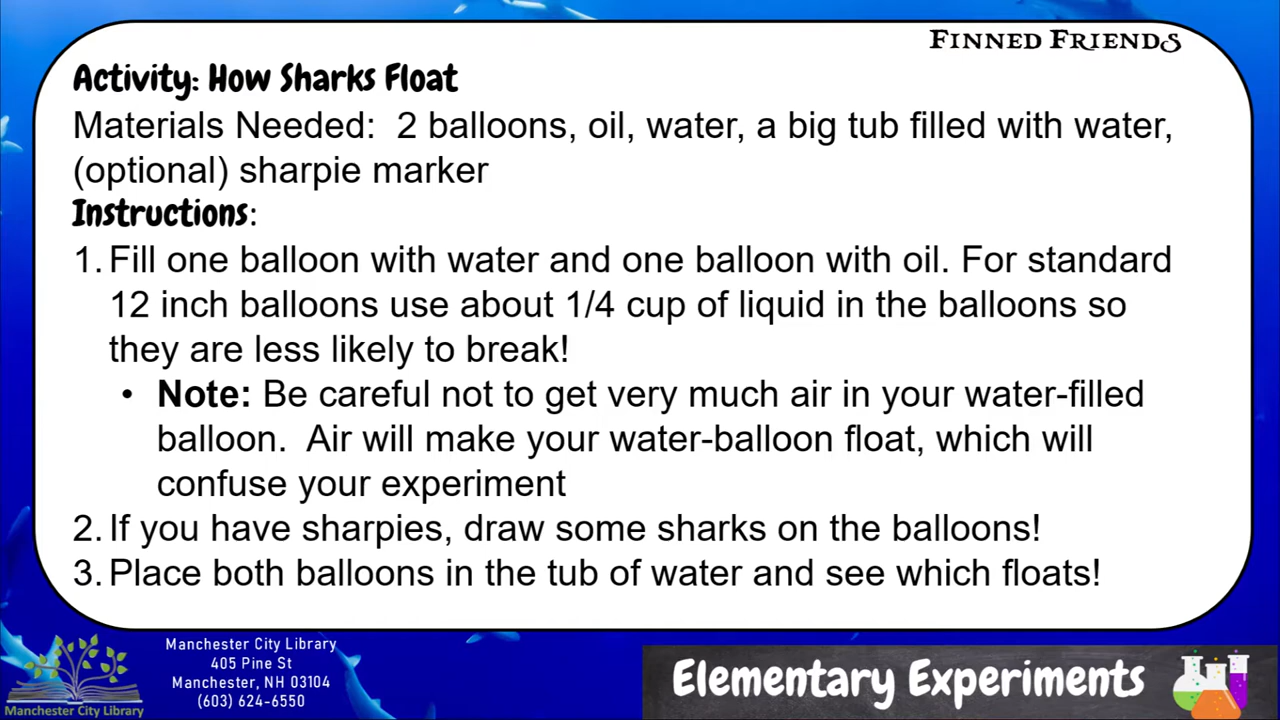 Finned Friends
Activity: How Sharks Float
Materials Needed:  2 balloons, oil, water, a big tub filled with water,
(optional) sharpie marker
Instructions:
1. Fill one balloon with water and one balloon with oil. For standard
12 inch balloons use about 1/4 cup of liquid in the balloons so
they are less likely to break!
• Note: Be careful not to get very much air in your water-filled
balloon.  Air will make your water-balloon float, which will
confuse your experiment
2. If you have sharpies, draw some sharks on the balloons!
3. Place both balloons in the tub of water and see which floats!
Manchester City Library
Manchester City Library
405 Pine St
Manchester, NH 03104
(603) 624-6550
Elementary Experiments